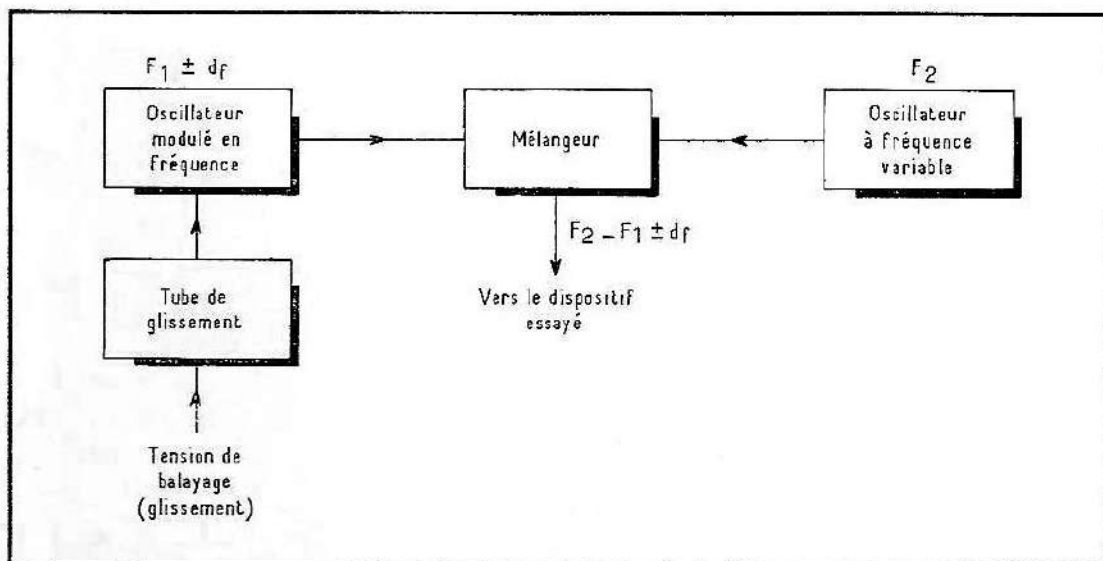 F1 ± df
Oscillateur
modulé en
fréquence
Mélangeur
F2
Oscillateur
à fréquence
variable
F2 – F1 ± df
Vers le dispositif
essayé
Tube de
glissement
Tension de
balayage
(glissement)